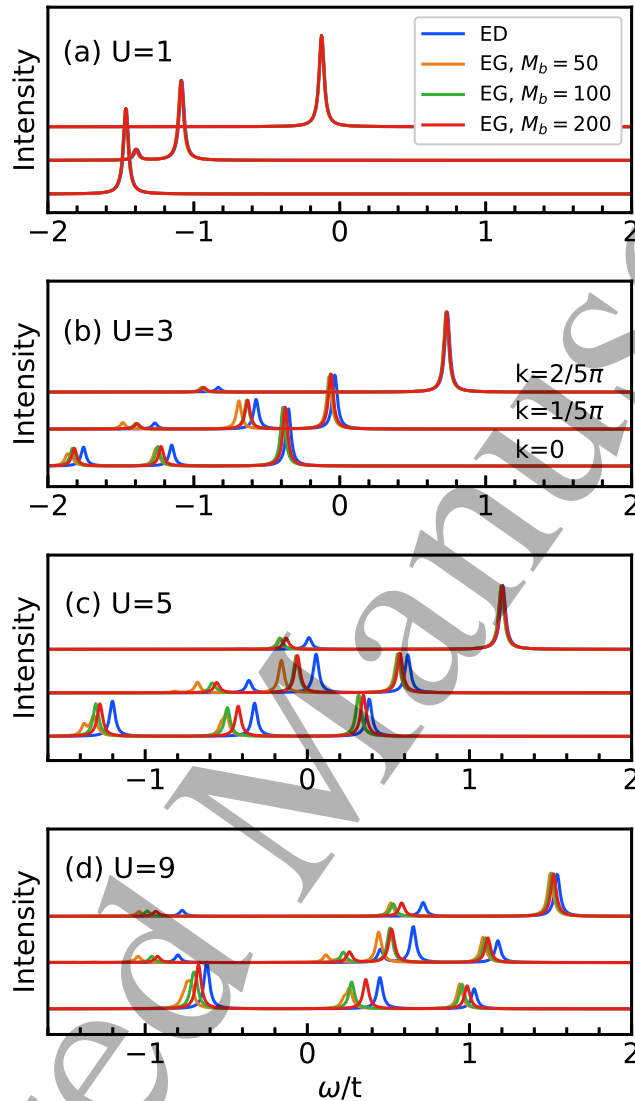 (a) U=1
ED
EG, M_b = 50
EG, M_b = 100
EG, M_b = 200
Intensity
−2 −1 0 1 2
(b) U=3
k=2/5π
k=1/5π
k=0
Intensity
−2 −1 0 1 2
(c) U=5
Intensity
−1 0 1 2
(d) U=9
Intensity
−1 0 1 2
ω/t
ed Manus